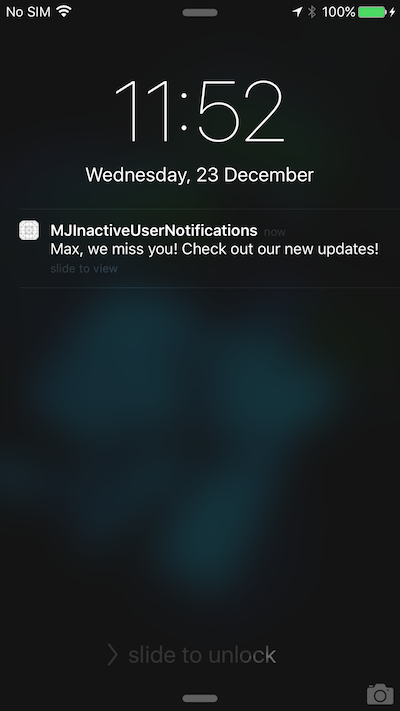 No SIM 100%
11:52
Wednesday, 23 December
MJInactiveUserNotifications now
Max, we miss you! Check out our new updates!
slide to view
slide to unlock